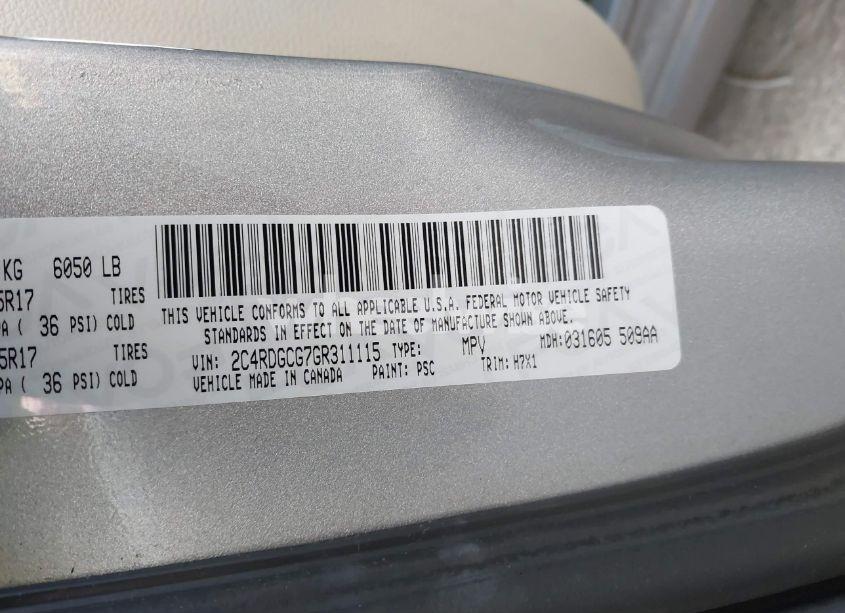 KG 6050 LB
5R17 TIRES
PA ( 36 PSI) COLD
5R17 TIRES
PA ( 36 PSI) COLD
THIS VEHICLE CONFORMS TO ALL APPLICABLE U.S.A. FEDERAL MOTOR VEHICLE SAFETY
STANDARDS IN EFFECT ON THE DATE OF MANUFACTURE SHOWN ABOVE.
VIN: 2C4RDGCG7GR311115 TYPE: MPV MDH:031605 509AA
VEHICLE MADE IN CANADA PAINT: PSC TRIM: H7X1